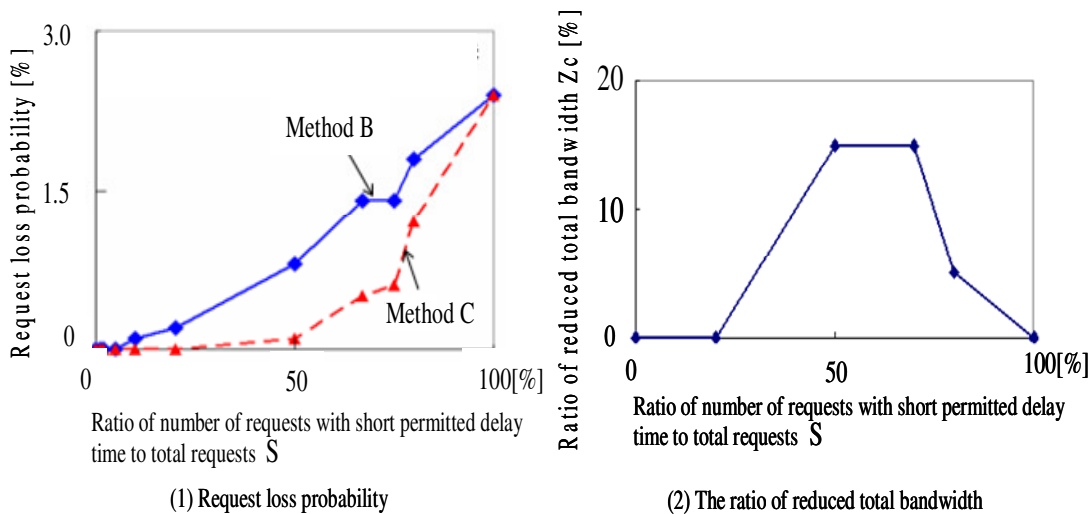 Request loss probability [%]
3.0
1.5
0
Method B
Method C
0
50
100[%]
Ratio of number of requests with short permitted delay
time to total requests S
(1) Request loss probability
Ratio of reduced total bandwidth Zc [%]
20
10
0
0
50
100[%]
Ratio of number of requests with short permitted delay
time to total requests S
(2) The ratio of reduced total bandwidth